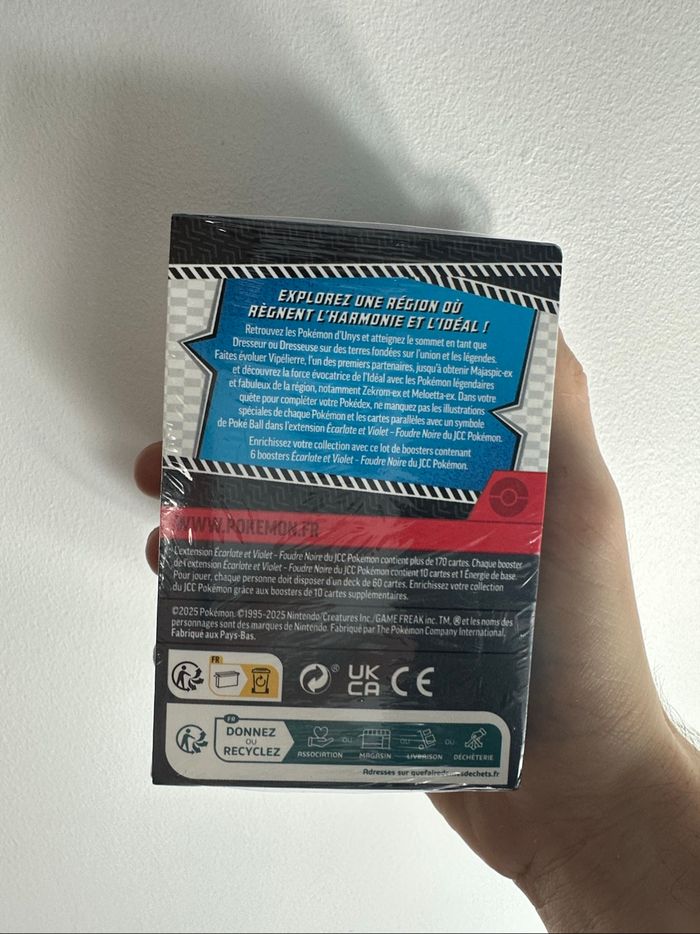 EXPLOREZ UNE RÉGION OÙ
RÈGNENT L'HARMONIE ET L'IDÉAL !
Retrouvez les Pokémon d'Unys et atteignez le sommet en tant que
Dresseur ou Dresseuse sur des terres fondées sur l'union et les légendes.
Faites évoluer Vipélierre, l'un des premiers partenaires, jusqu'à obtenir Majaspic-ex
et découvrez la force évocatrice de l'Idéal avec les Pokémon légendaires
et fabuleux de la région, notamment Zekrom-ex et Meloetta-ex. Dans votre
quête pour compléter votre Pokédex, ne manquez pas les illustrations
spéciales de chaque Pokémon et les cartes parallèles avec un symbole
de Poké Ball dans l'extension Écarlate et Violet – Foudre Noire du JCC Pokémon.
Enrichissez votre collection avec ce lot de boosters contenant
6 boosters Écarlate et Violet – Foudre Noire du JCC Pokémon.
WWW.POKEMON.FR
L'extension Écarlate et Violet – Foudre Noire du JCC Pokémon contient plus de 170 cartes. Chaque booster
de l'extension Écarlate et Violet – Foudre Noire du JCC Pokémon contient 10 cartes et 1 Énergie de base.
Pour jouer, chaque personne doit disposer d'un deck de 60 cartes. Enrichissez votre collection
du JCC Pokémon grâce aux boosters de 10 cartes supplémentaires.
©2025 Pokémon. ©1995-2025 Nintendo/Creatures Inc./GAME FREAK inc. TM, ® et les noms des
personnages sont des marques de Nintendo. Fabriqué par The Pokémon Company International,
Fabriqué aux Pays-Bas.
FR
®
UK
CA
CE
FR
DONNEZ
OU
RECYCLEZ
ASSOCIATION OU MAGASIN OU LIVRAISON OU DÉCHÈTERIE
Adresses sur quefairedemesdechets.fr